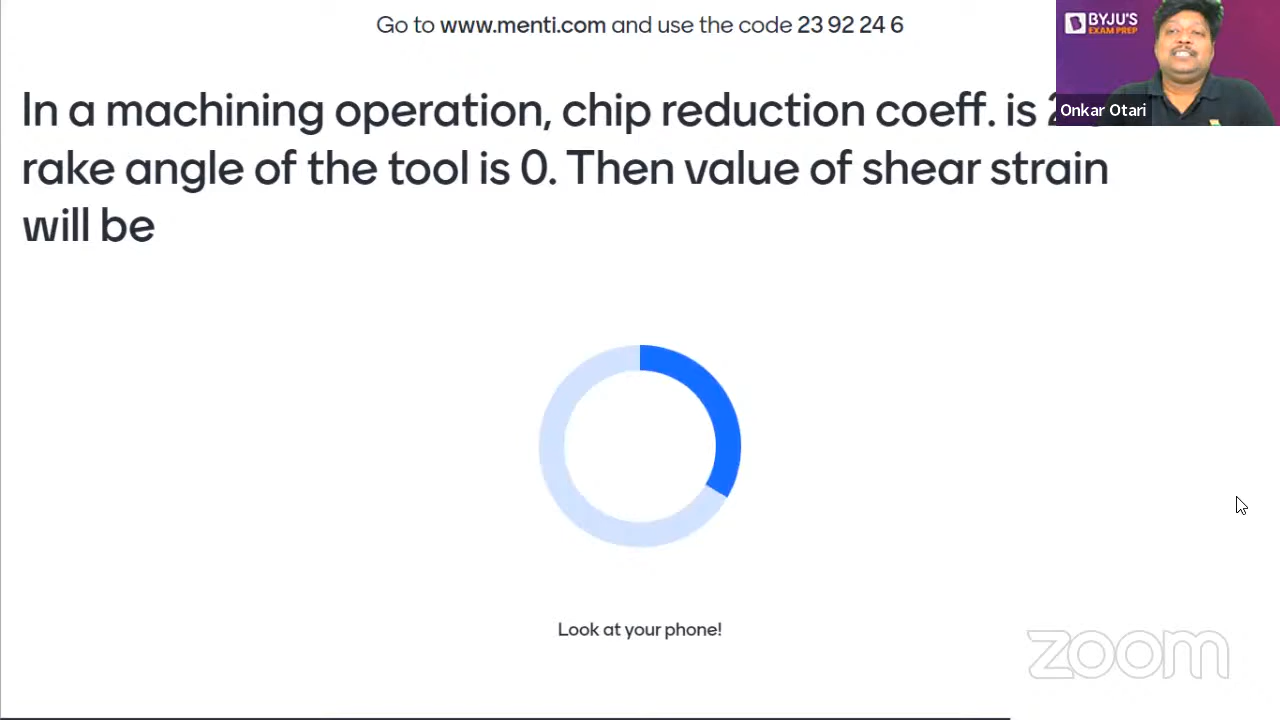 Go to www.menti.com and use the code 23 92 24 6
BYJU'S
EXAM PREP
Onkar Otari
In a machining operation, chip reduction coeff. is
rake angle of the tool is 0. Then value of shear strain
will be
Look at your phone!
zoom